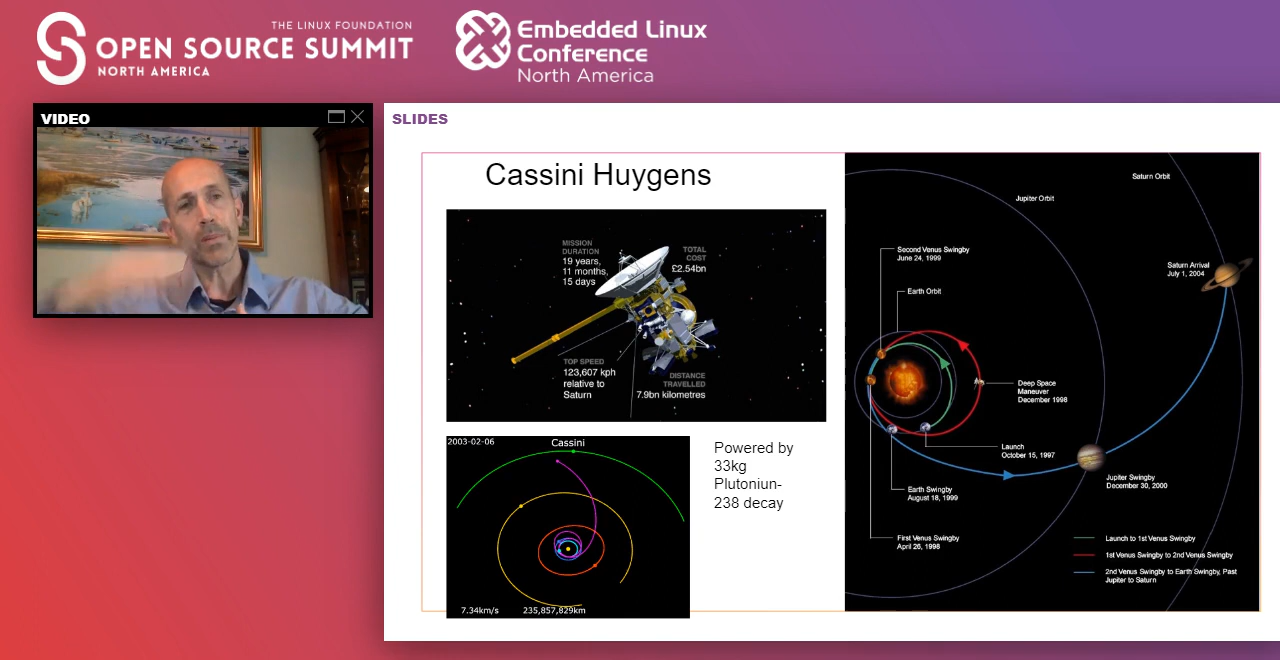 THE LINUX FOUNDATION
OPEN SOURCE SUMMIT
NORTH AMERICA
Embedded Linux
Conference
North America
VIDEO
SLIDES
Cassini Huygens
MISSION
DURATION
19 years,
11 months,
15 days
TOTAL
COST
£2.54bn
TOP SPEED
123,607 kph
relative to
Saturn
DISTANCE
TRAVELLED
7.9bn kilometres
2003-02-06
Cassini
7.34km/s
235,857,829km
Powered by
33kg
Plutoniun-
238 decay
Saturn Orbit
Jupiter Orbit
Second Venus Swingby
June 24, 1999
Saturn Arrival
July 1, 2004
Earth Orbit
Deep Space
Maneuver
December 1998
Launch
October 15, 1997
Jupiter Swingby
December 30, 2000
Earth Swingby
August 18, 1999
First Venus Swingby
April 26, 1998
Launch to 1st Venus Swingby
1st Venus Swingby to 2nd Venus Swingby
2nd Venus Swingby to Earth Swingby, Past
Jupiter to Saturn